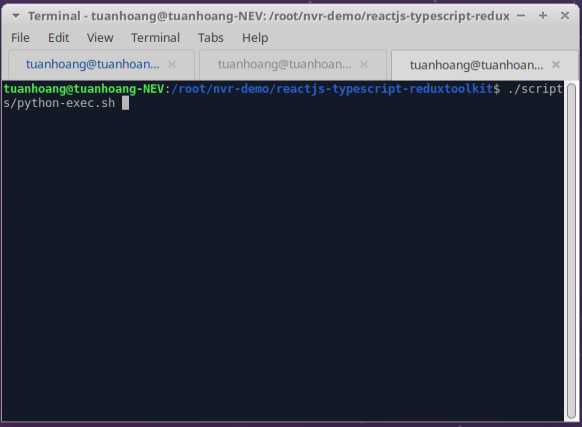 Terminal - tuanhoang@tuanhoang-NEV: /root/nvr-demo/reactjs-typescript-redux
File Edit View Terminal Tabs Help
tuanhoang@tuanhoan... tuanhoang@tuanhoan... tuanhoang@tuanhoan...
tuanhoang@tuanhoang-NEV:/root/nvr-demo/reactjs-typescript-reduxtoolkit$ ./script
s/python-exec.sh